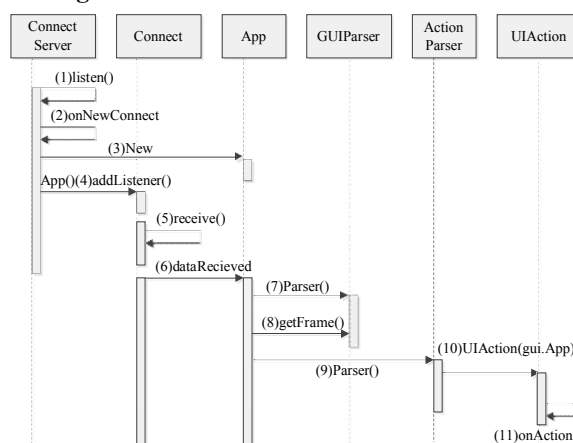 Connect
Server
Connect
App
GUIParser
Action
Parser
UIAction
(1)listen()
(2)onNewConnect
(3)New
App()(4)addListener()
(5)receive()
(6)dataRecieved
(7)Parser()
(8)getFrame()
(10)UIAction(gui.App)
(9)Parser()
(11)onAction